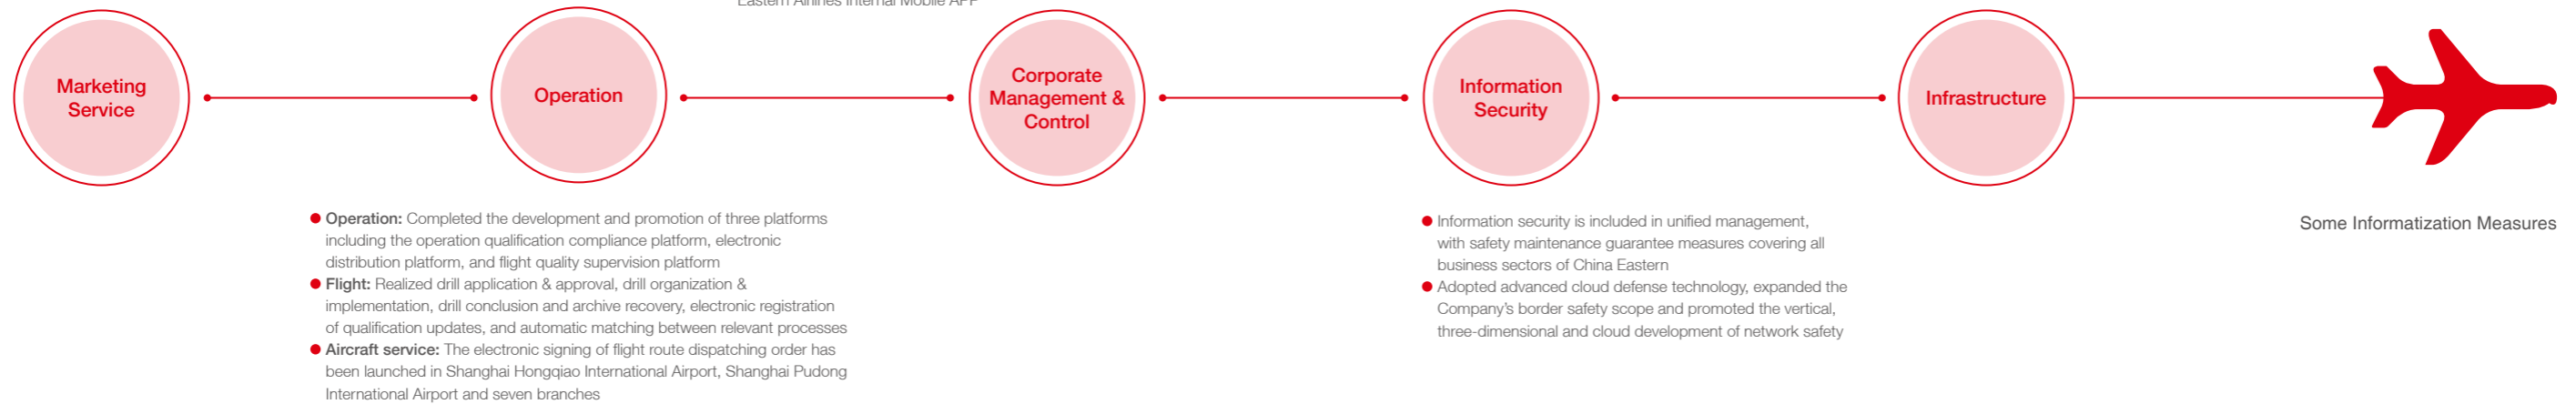 Eastern Airlines Internal Mobile APP
Marketing
Service
Operation
Corporate
Management &
Control
Information
Security
Infrastructure
● Operation: Completed the development and promotion of three platforms
including the operation qualification compliance platform, electronic
distribution platform, and flight quality supervision platform
● Flight: Realized drill application & approval, drill organization &
implementation, drill conclusion and archive recovery, electronic registration
of qualification updates, and automatic matching between relevant processes
● Aircraft service: The electronic signing of flight route dispatching order has
been launched in Shanghai Hongqiao International Airport, Shanghai Pudong
International Airport and seven branches
● Information security is included in unified management,
with safety maintenance guarantee measures covering all
business sectors of China Eastern
● Adopted advanced cloud defense technology, expanded the
Company's border safety scope and promoted the vertical,
three-dimensional and cloud development of network safety
Some Informatization Measures